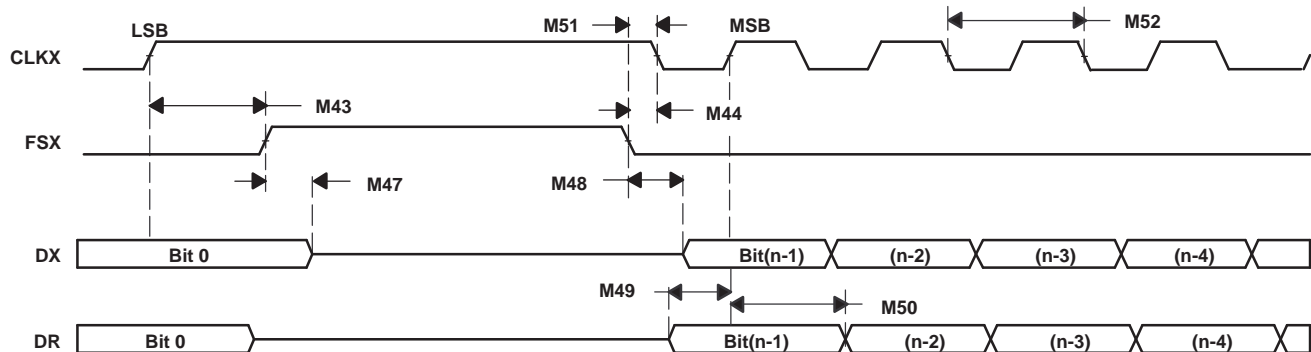 LSB
M51
MSB
M52
CLKX
M43
M44
FSX
M47
M48
DX
Bit 0
Bit(n-1)
(n-2)
(n-3)
(n-4)
M49
M50
DR
Bit 0
Bit(n-1)
(n-2)
(n-3)
(n-4)